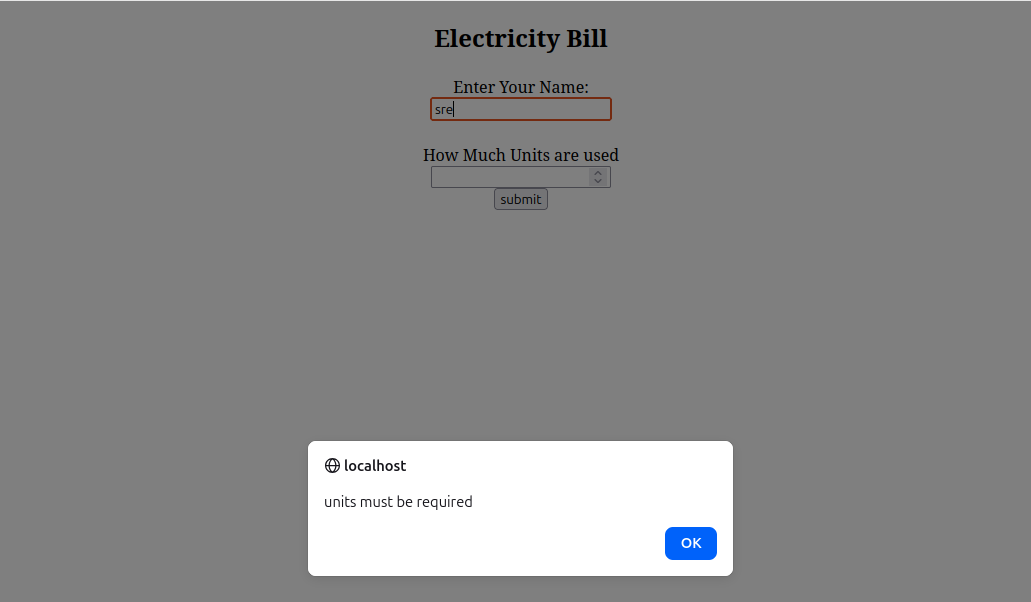 Electricity Bill
Enter Your Name:
sre
How Much Units are used
submit
localhost
units must be required
OK